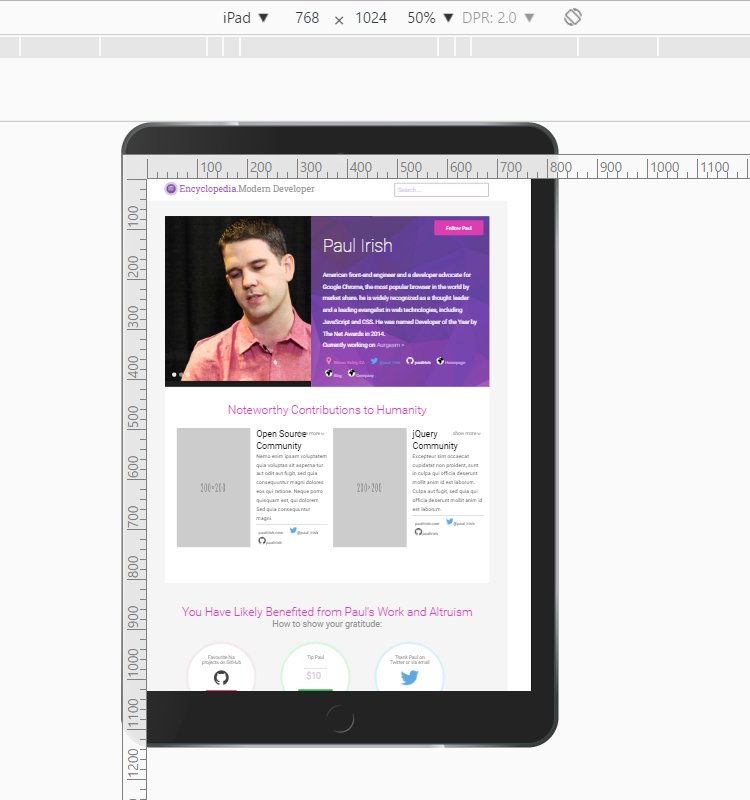 iPad ▼ 768 × 1024 50% ▼ DPR: 2.0 ▼
100 200 300 400 500 600 700 800 900 1000 1100
100
200
300
400
500
600
700
800
900
1000
1100
1200
Encyclopedia.Modern Developer
Search...
Follow Paul
Paul Irish
American front-end engineer and a developer advocate for
Google Chrome, the most popular browser in the world by
market share. he is widely recognized as a thought leader
and a leading evangelist in web technologies, including
JavaScript and CSS. He was named Developer of the Year by
The Net Awards in 2014.
Currently working on Aurgasm »
@paul_irish paulirish Homepage
Blog Company
Noteworthy Contributions to Humanity
200×200
Open Source
Community
Nemo enim ipsam voluptatem
quia voluptas sit asperna tur
aut odit aut fugit, sed quia
consequuntur magni dolores
eos qui ratione. Neque porro
quisquam est, qui dolorem
Sed quia consequuntur
magni.
paulirish.com @paul_irish
paulirish
200×200
jQuery show more »
Community
Excepteur sint occaecat
cupidatat non proident, sunt
in culpa qui officia deserunt
mollit anim id est laborum.
Culpa aut fugit, sed quia qui
officia deserunt mollit anim id
est laborum.
paulirish.com @paul_irish
paulirish
You Have Likely Benefited from Paul's Work and Altruism
How to show your gratitude:
Favourite his
projects on GitHub
Tip Paul
$10
Thank Paul on
Twitter or via email